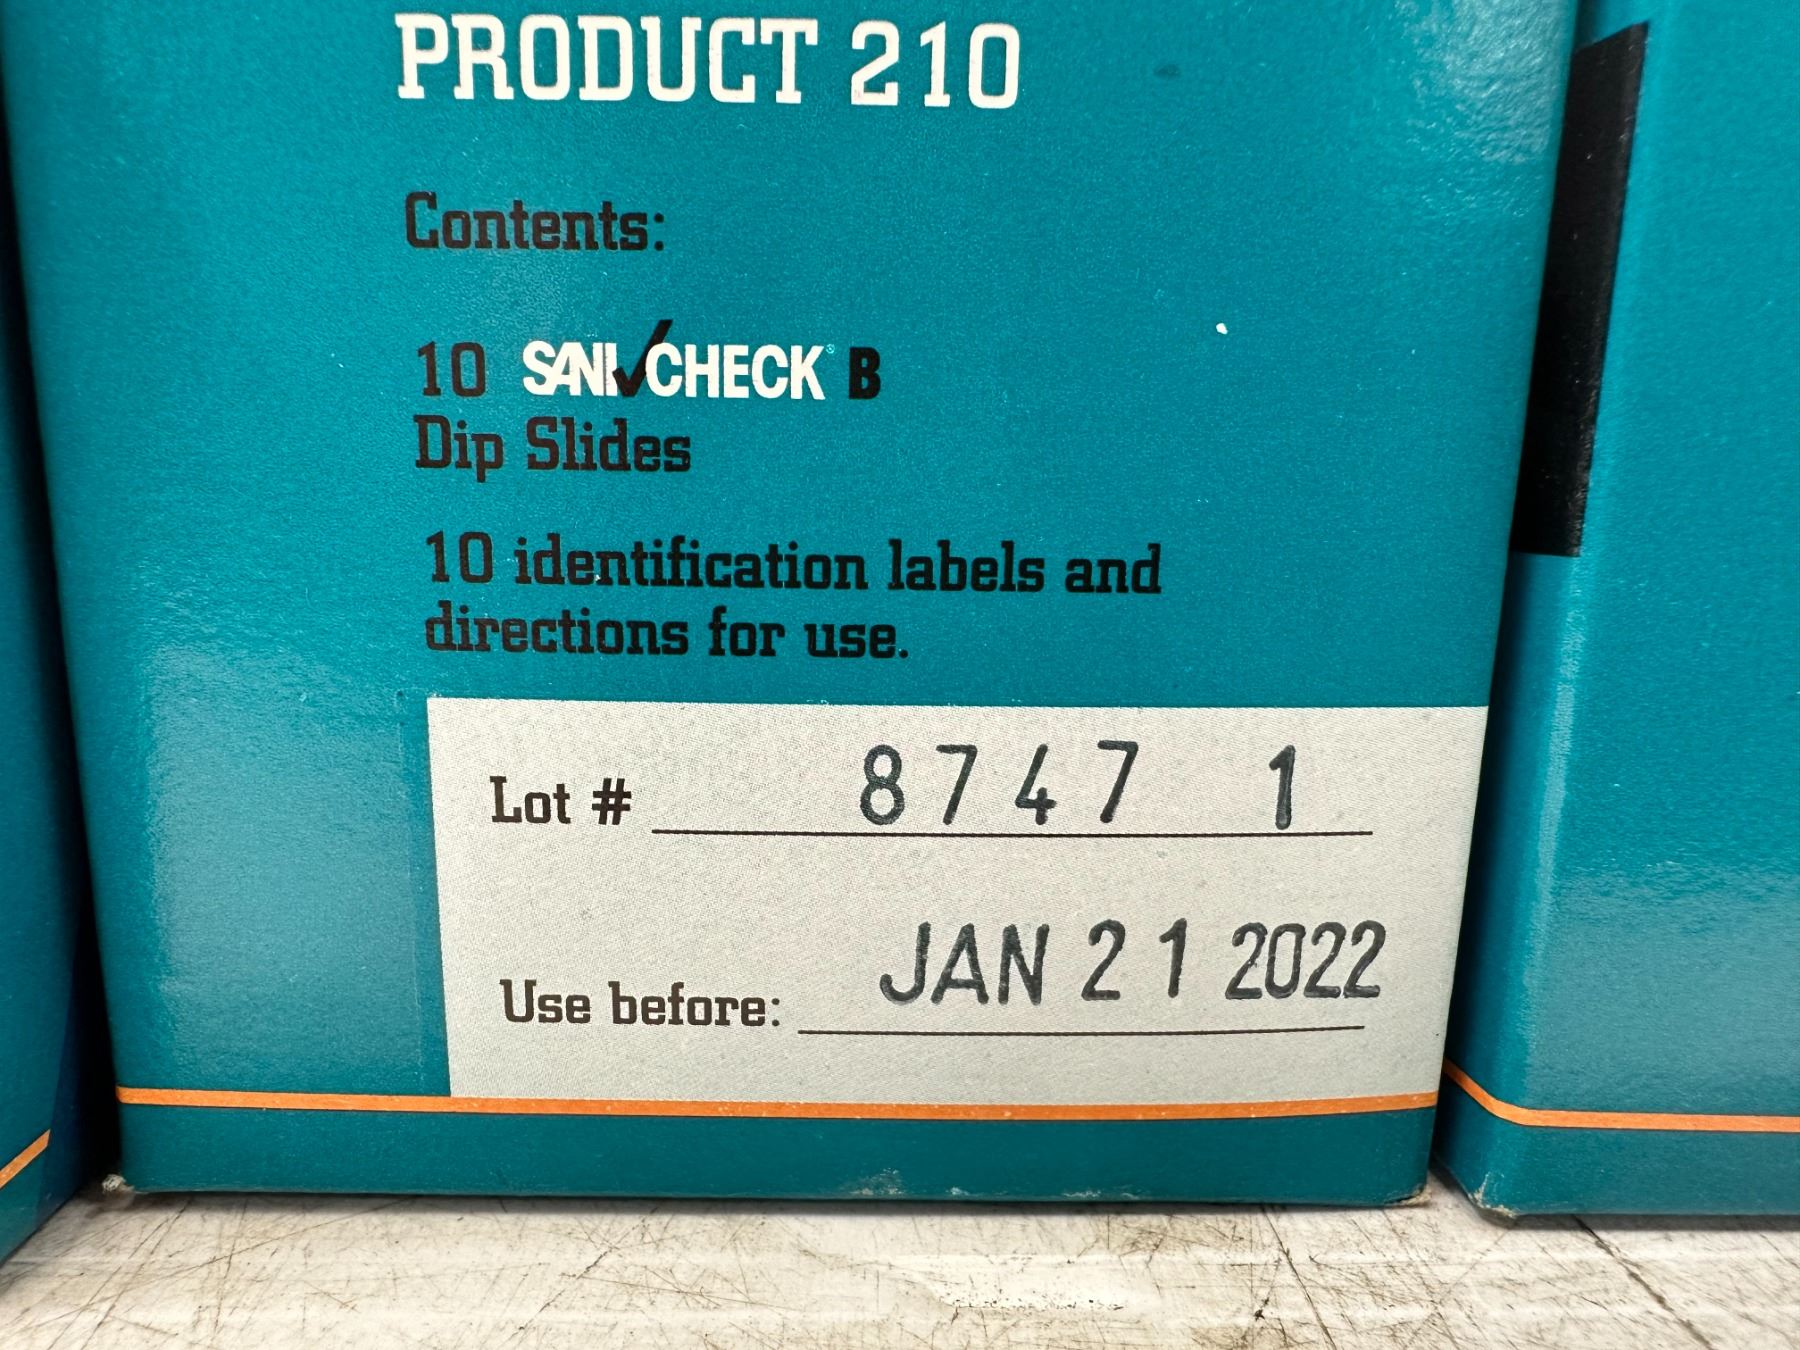 PRODUCT 210
Contents:
10 SANI✓CHECK® B
Dip Slides
10 identification labels and
directions for use.
Lot # 8747 1
Use before: JAN 21 2022